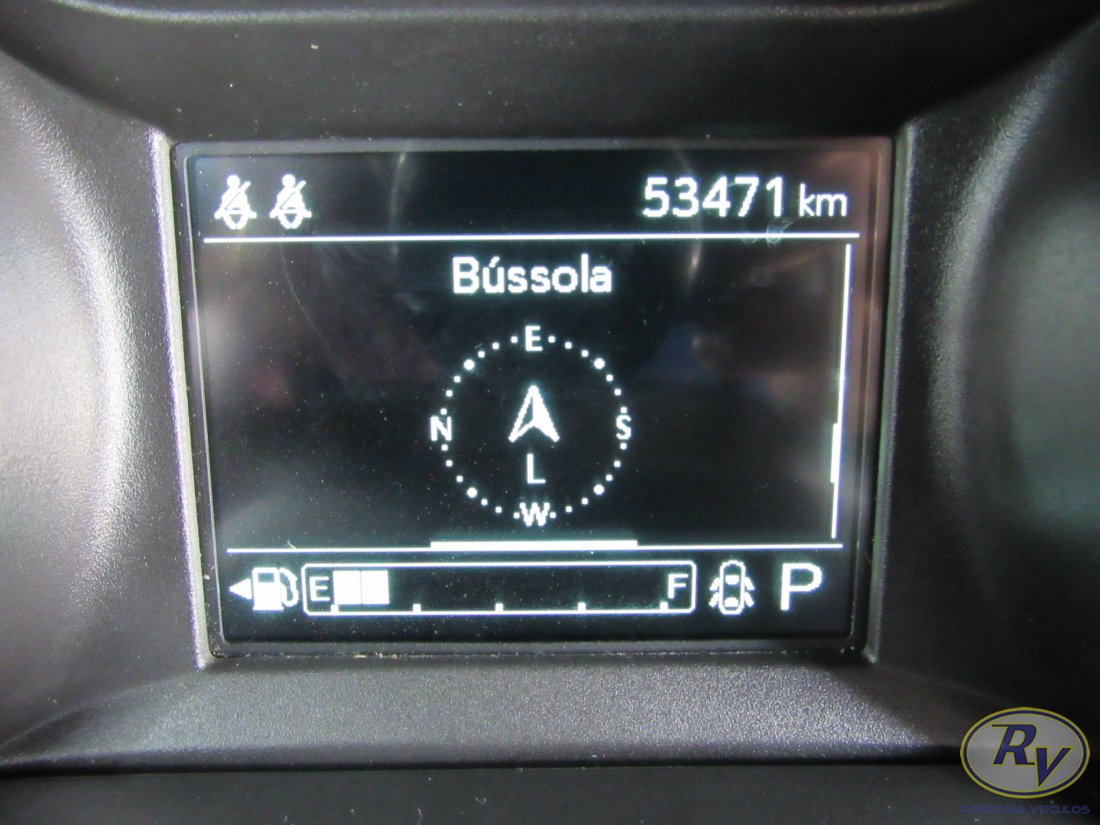 53471 km
Bússola
E
N S
L
W
E F P
RV
RONDONIA VEICULOS